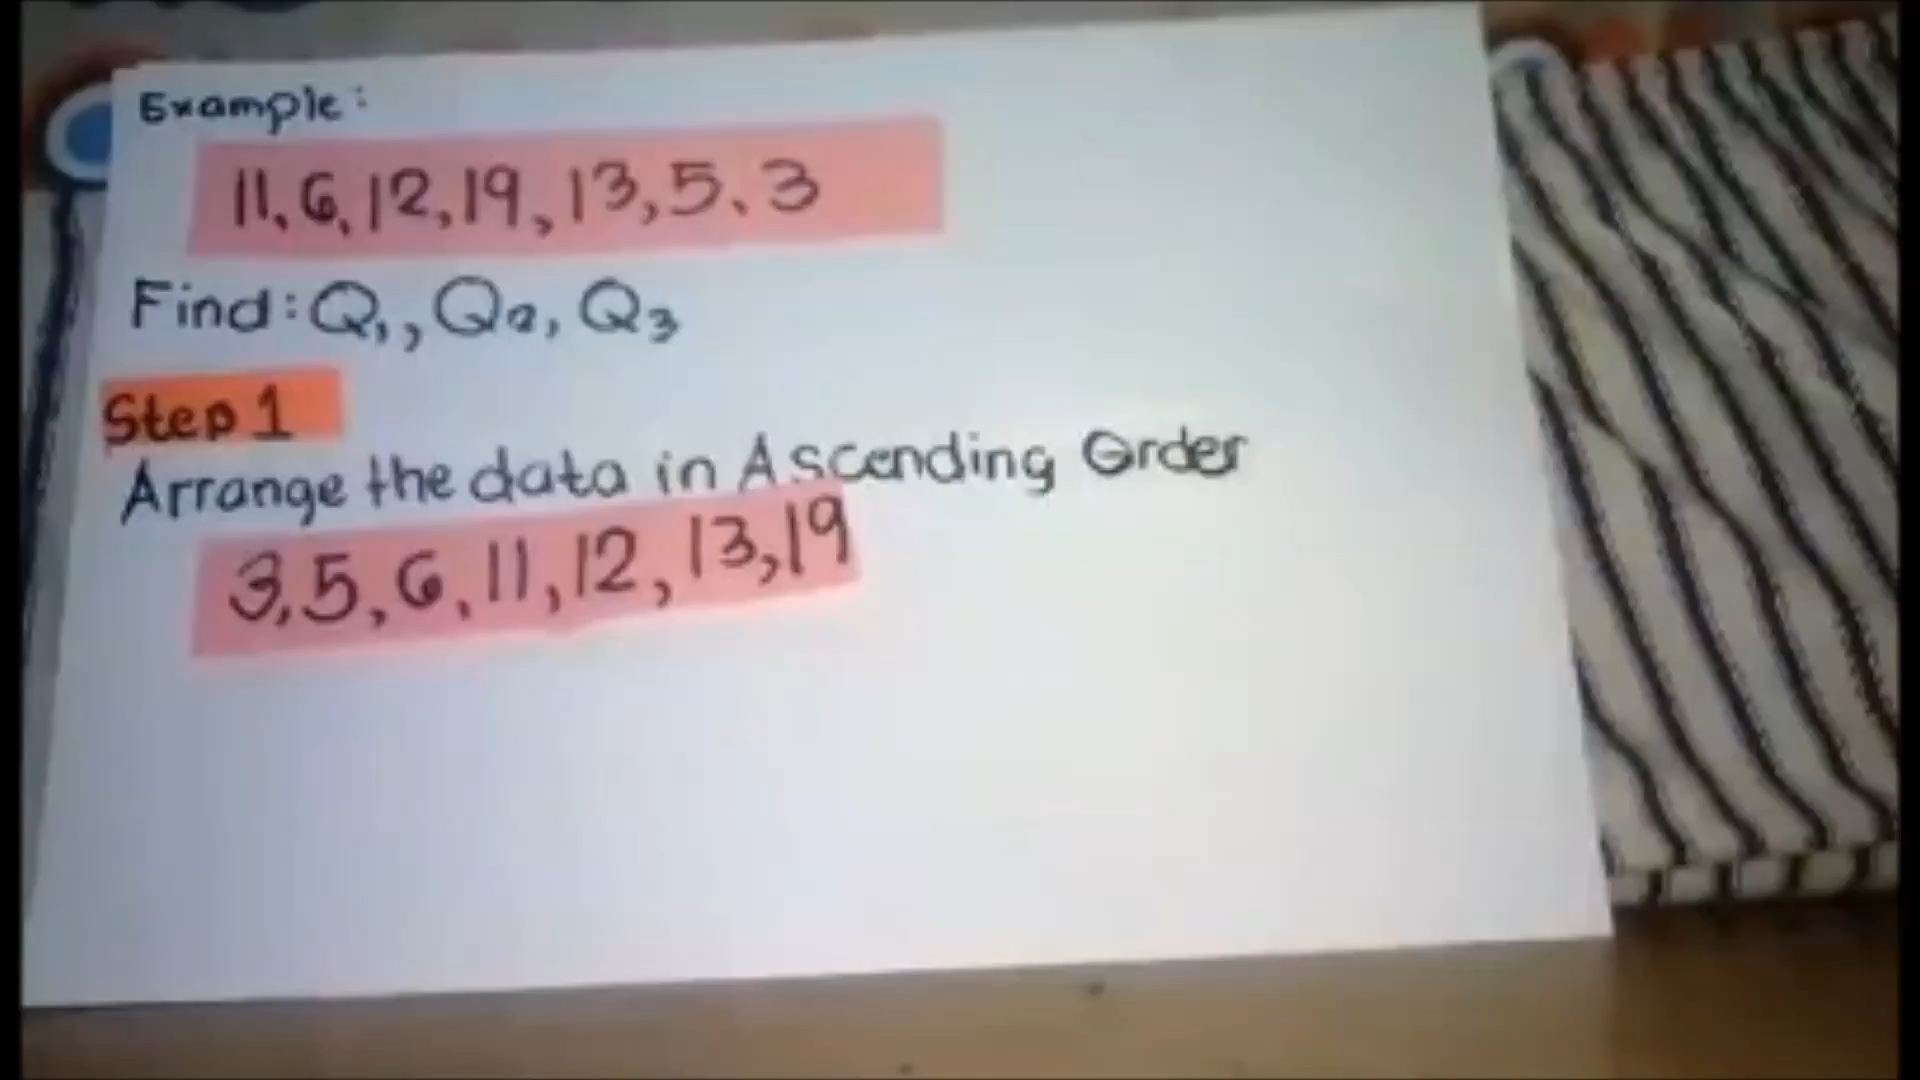 Example:
11, 6, 12, 19, 13, 5, 3
Find: Q₁, Q₂, Q₃
Step 1
Arrange the data in Ascending Order
3, 5, 6, 11, 12, 13, 19